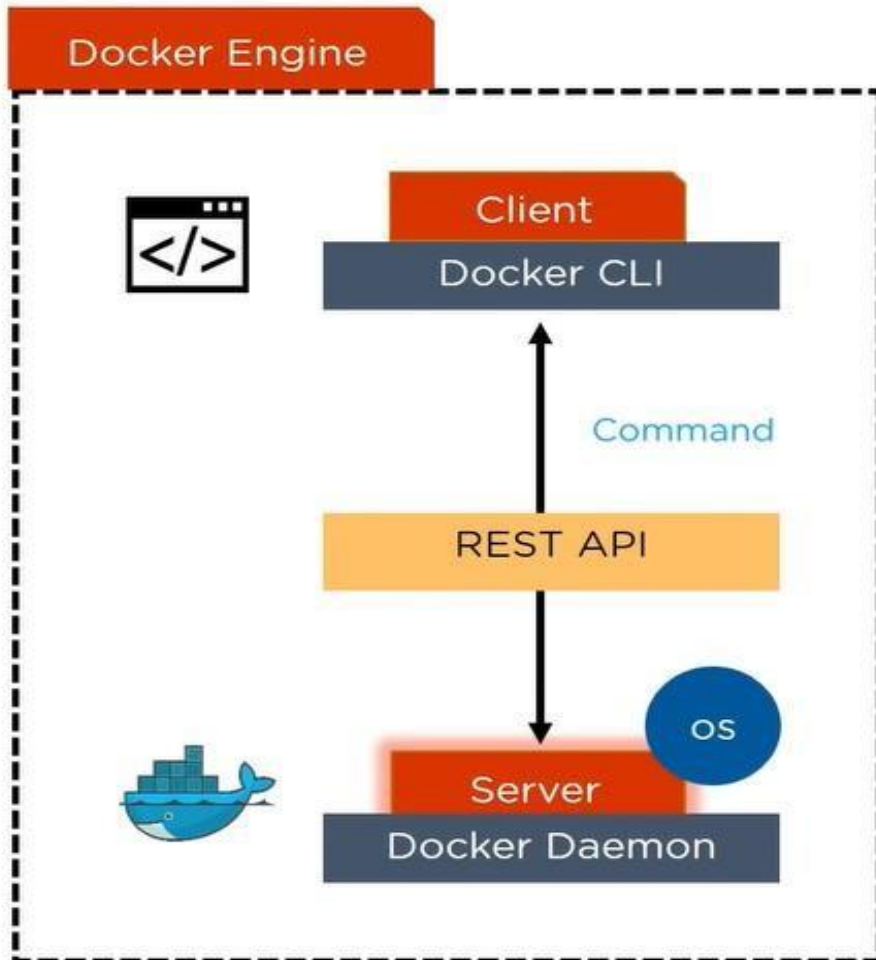 Docker Engine
</>
Client
Docker CLI
Command
REST API
os
Server
Docker Daemon